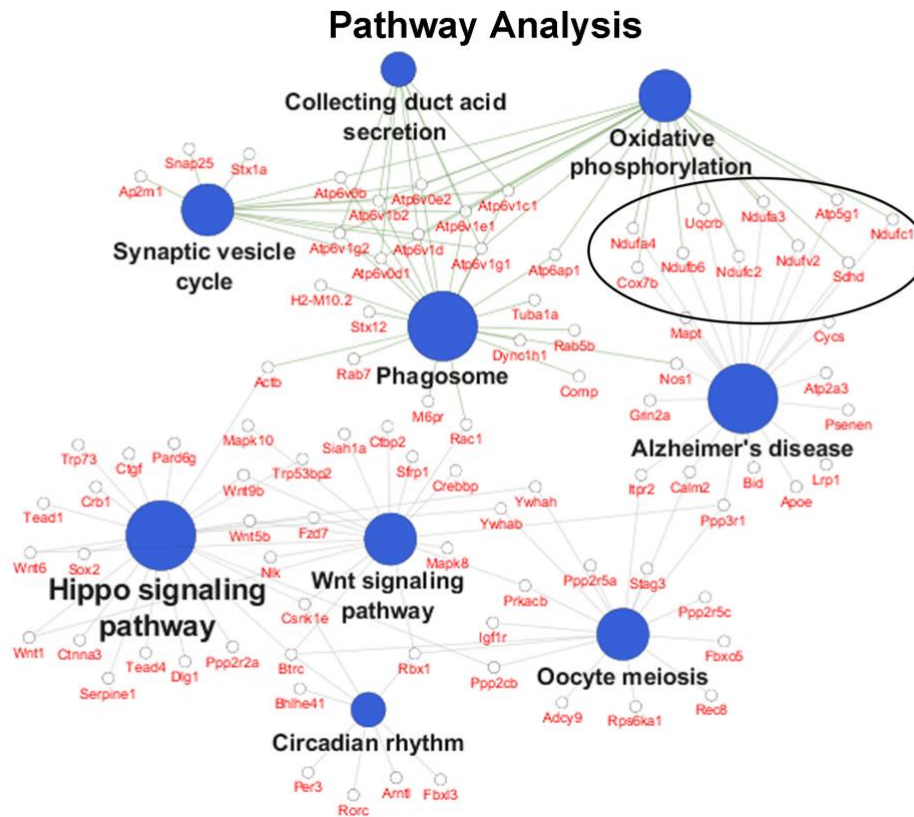 Pathway Analysis
Collecting duct acid
secretion
Oxidative
phosphorylation
Snap25
Stx1a
Ap2m1
Synaptic vesicle
cycle
Atp6v0b
Atp6v0e2
Atp6v1b2
Atp6v1c1
Atp6v1e1
Atp6v1g2
Atp6v1d
Atp6v0d1
Atp6v1g1
Atp6ap1
Ndufa4
Uqcrb
Ndufa3
Atp5g1
Ndufc1
Cox7b
Ndufb6
Ndufc2
Ndufv2
Sdhd
H2-M10.2
Stx12
Tuba1a
Rab5b
Dync1h1
Rab7
Phagosome
Comp
Actb
M6pr
Rac1
Mapt
Cycs
Nos1
Atp2a3
Grin2a
Psenen
Alzheimer's disease
Itpr2
Calm2
Bid
Apoe
Lrp1
Ppp3r1
Mapk10
Siah1a
Ctbp2
Trp53bp2
Sfrp1
Crebbp
Wnt9b
Trp73
Ctgf
Pard6g
Crb1
Tead1
Wnt6
Sox2
Wnt5b
Fzd7
Nlk
Hippo signaling
pathway
Wnt signaling
pathway
Mapk8
Ywhah
Ywhab
Ppp2r5a
Stag3
Prkacb
Igf1r
Ppp2r5c
Fbxo5
Csnk1e
Wnt1
Ctnna3
Tead4
Dlg1
Ppp2r2a
Serpine1
Btrc
Rbx1
Ppp2cb
Oocyte meiosis
Adcy9
Rps6ka1
Rec8
Bhlhe41
Circadian rhythm
Per3
Rorc
Arntl
Fbxl3